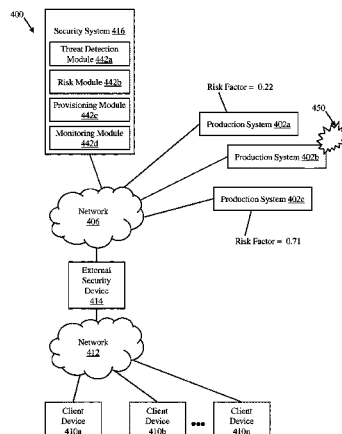 400
Security System 416
Threat Detection
Module 442a
Risk Module 442b
Provisioning Module
442c
Monitoring Module
442d
Risk Factor = 0.22
450
Production System 402a
Production System 402b
Production System 402c
Risk Factor = 0.71
Network
406
External
Security
Device
414
Network
412
Client
Device
410a
Client
Device
410b
Client
Device
410n